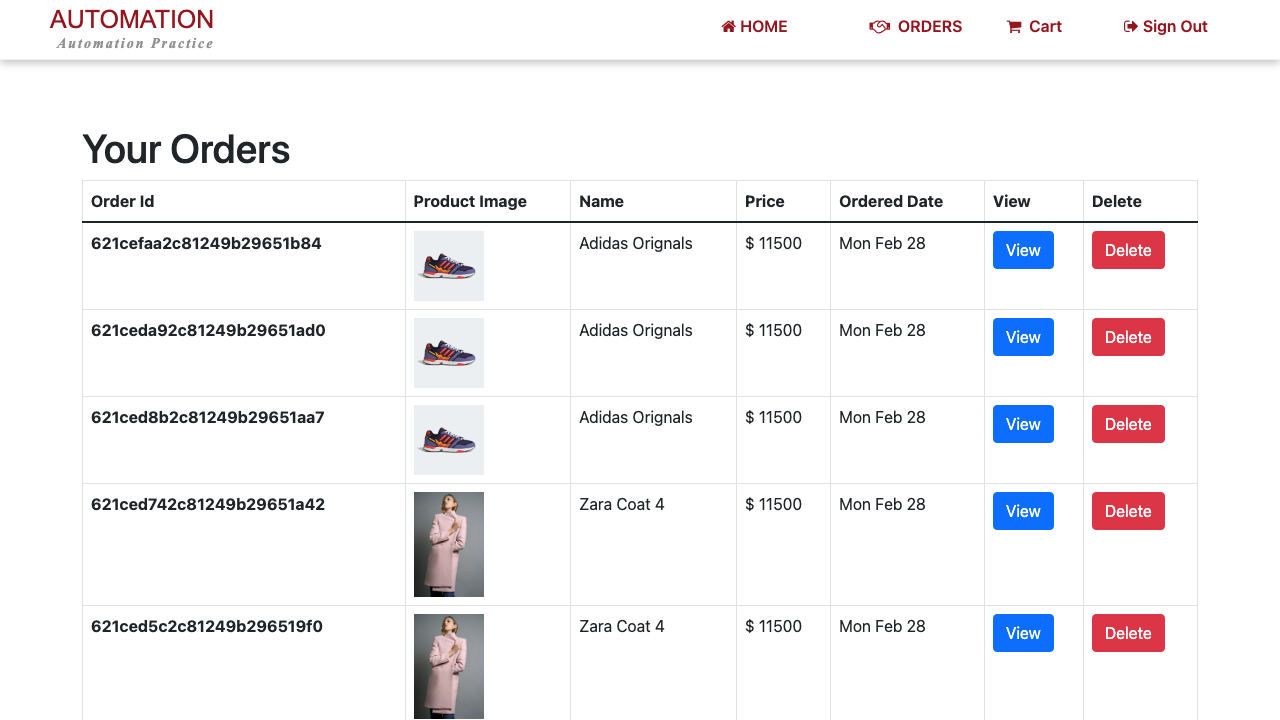 AUTOMATION
Automation Practice
HOME ORDERS Cart Sign Out
Your Orders
Order Id Product Image Name Price Ordered Date View Delete
621cefaa2c81249b29651b84 Adidas Orignals $ 11500 Mon Feb 28 View Delete
621ceda92c81249b29651ad0 Adidas Orignals $ 11500 Mon Feb 28 View Delete
621ced8b2c81249b29651aa7 Adidas Orignals $ 11500 Mon Feb 28 View Delete
621ced742c81249b29651a42 Zara Coat 4 $ 11500 Mon Feb 28 View Delete
621ced5c2c81249b296519f0 Zara Coat 4 $ 11500 Mon Feb 28 View Delete